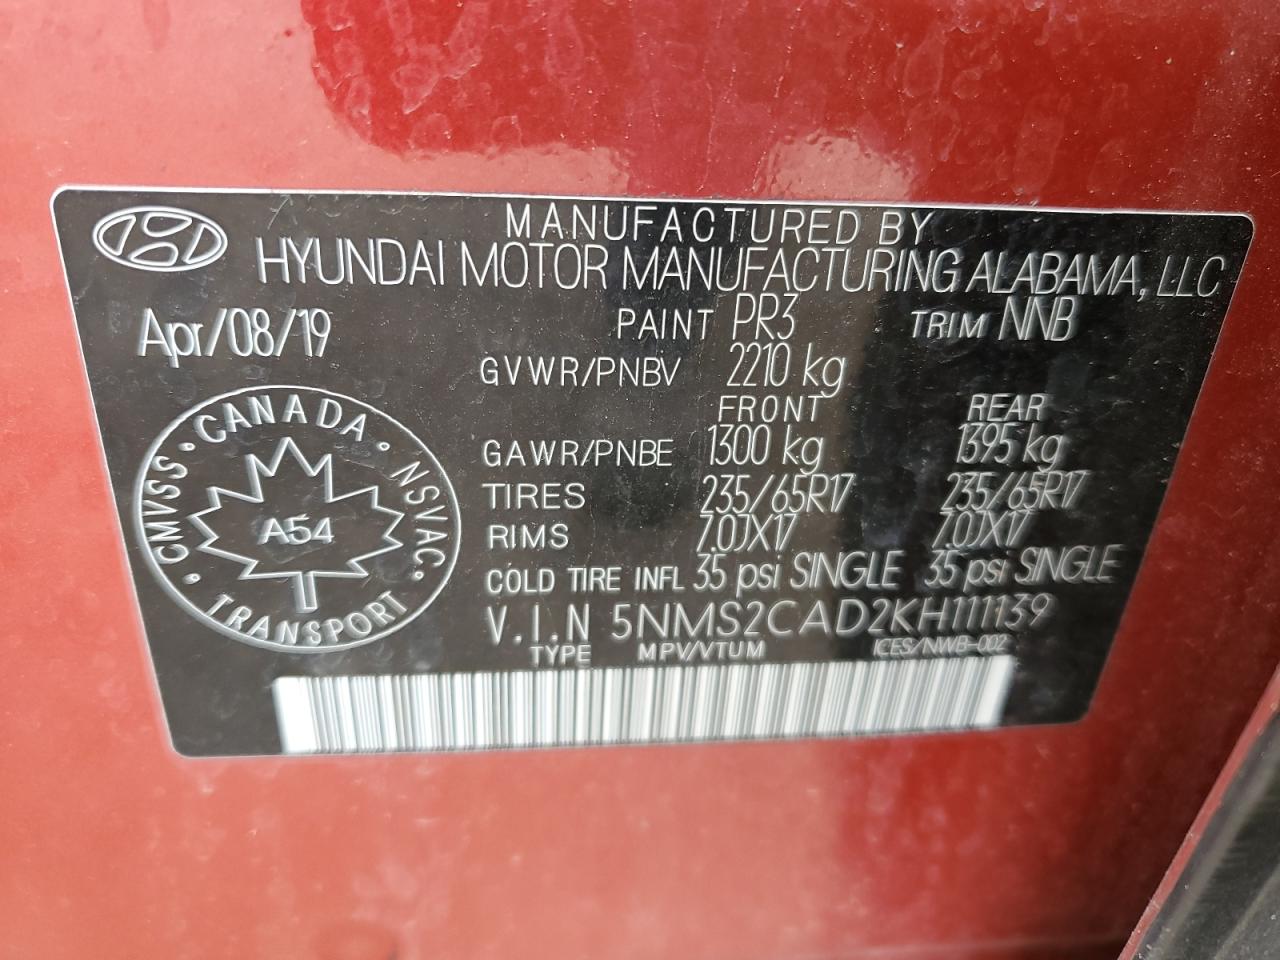 MANUFACTURED BY
HYUNDAI MOTOR MANUFACTURING ALABAMA, LLC
Apr/08/19 PAINT PR3 TRIM NNB
GVWR/PNBV 2210 kg
FRONT REAR
GAWR/PNBE 1300 kg 1395 kg
TIRES 235/65R17 235/65R17
RIMS 7.0JX17 7.0JX17
COLD TIRE INFL 35 psi SINGLE 35 psi SINGLE
V.I.N 5NMS2CAD2KH111139
TYPE MPV/VTUM ICES/NWB-002
CANADA · NSVAC · TRANSPORT · CMVSS ·
A54